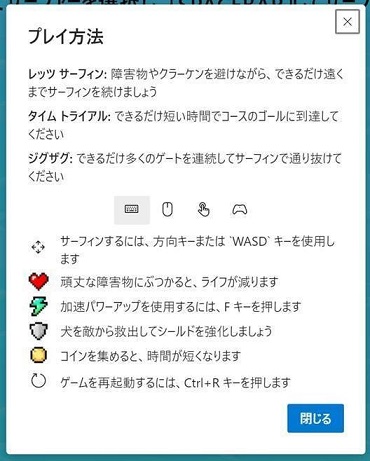 プレイ方法
レッツ サーフィン: 障害物やクラーケンを避けながら、できるだけ遠く
までサーフィンを続けましょう
タイム トライアル: できるだけ短い時間でコースのゴールに到達して
ください
ジグザグ: できるだけ多くのゲートを連続してサーフィンで通り抜けて
ください
サーフィンするには、方向キーまたは `WASD` キーを使用し
ます
頑丈な障害物にぶつかると、ライフが減ります
加速パワーアップを使用するには、F キーを押します
犬を敵から救出してシールドを強化しましょう
コインを集めると、時間が短くなります
ゲームを再起動するには、Ctrl+R キーを押します
閉じる